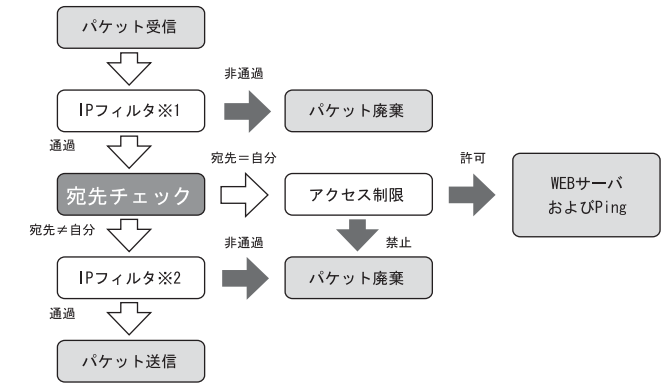 パケット受信
非通過
IPフィルタ※1
パケット廃棄
通過
宛先＝自分
許可
宛先チェック
アクセス制限
WEBサーバ
およびPing
宛先≠自分
非通過
禁止
IPフィルタ※2
パケット廃棄
通過
パケット送信